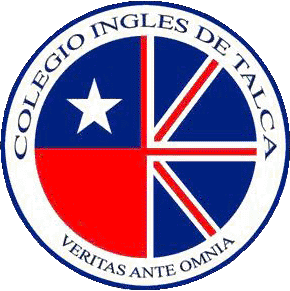 COLEGIO INGLES DE TALCA
VERITAS ANTE OMNIA